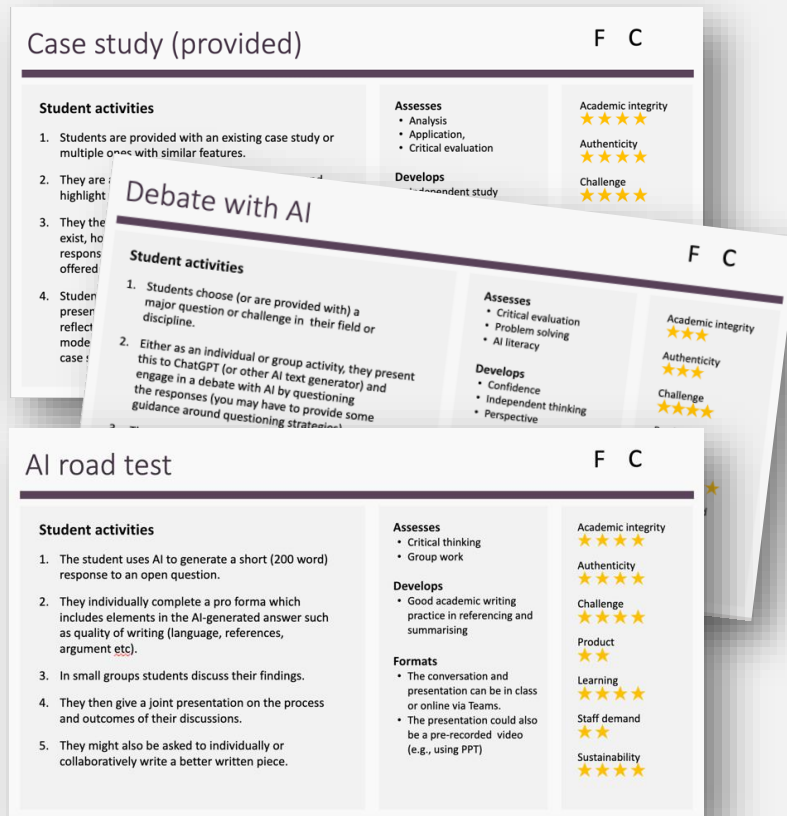 Case study (provided)
F C
Student activities
1. Students are provided with an existing case study or
multiple ones with similar features.
2. They are
highlight
3. They the
exist, ho
respons
offered
4. Studen
presen
reflect
mode
case s
Assesses
• Analysis
• Application,
• Critical evaluation
Develops
Independent study
Academic integrity
Authenticity
Challenge
Debate with AI
F C
Student activities
1. Students choose (or are provided with) a
major question or challenge in their field or
discipline.
2. Either as an individual or group activity, they present
this to ChatGPT (or other AI text generator) and
engage in a debate with AI by questioning
the responses (you may have to provide some
guidance around questioning strategies)
Assesses
• Critical evaluation
• Problem solving
• AI literacy
Develops
• Confidence
• Independent thinking
• Perspective
Academic integrity
Authenticity
Challenge
AI road test
F C
Student activities
1. The student uses AI to generate a short (200 word)
response to an open question.
2. They individually complete a pro forma which
includes elements in the AI-generated answer such
as quality of writing (language, references,
argument etc).
3. In small groups students discuss their findings.
4. They then give a joint presentation on the process
and outcomes of their discussions.
5. They might also be asked to individually or
collaboratively write a better written piece.
Assesses
• Critical thinking
• Group work
Develops
• Good academic writing
practice in referencing and
summarising
Formats
• The conversation and
presentation can be in class
or online via Teams.
• The presentation could also
be a pre-recorded video
(e.g., using PPT)
Academic integrity
Authenticity
Challenge
Product
Learning
Staff demand
Sustainability